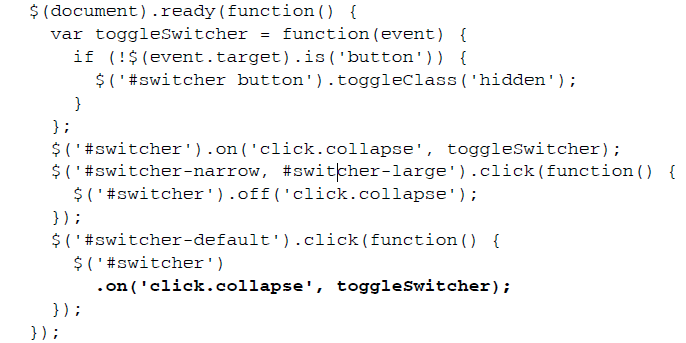 $(document).ready(function() {
  var toggleSwitcher = function(event) {
    if (!$(event.target).is('button')) {
      $('#switcher button').toggleClass('hidden');
    }
  };
  $('#switcher').on('click.collapse', toggleSwitcher);
  $('#switcher-narrow, #switcher-large').click(function() {
    $('#switcher').off('click.collapse');
  });
  $('#switcher-default').click(function() {
    $('#switcher')
      .on('click.collapse', toggleSwitcher);
  });
});